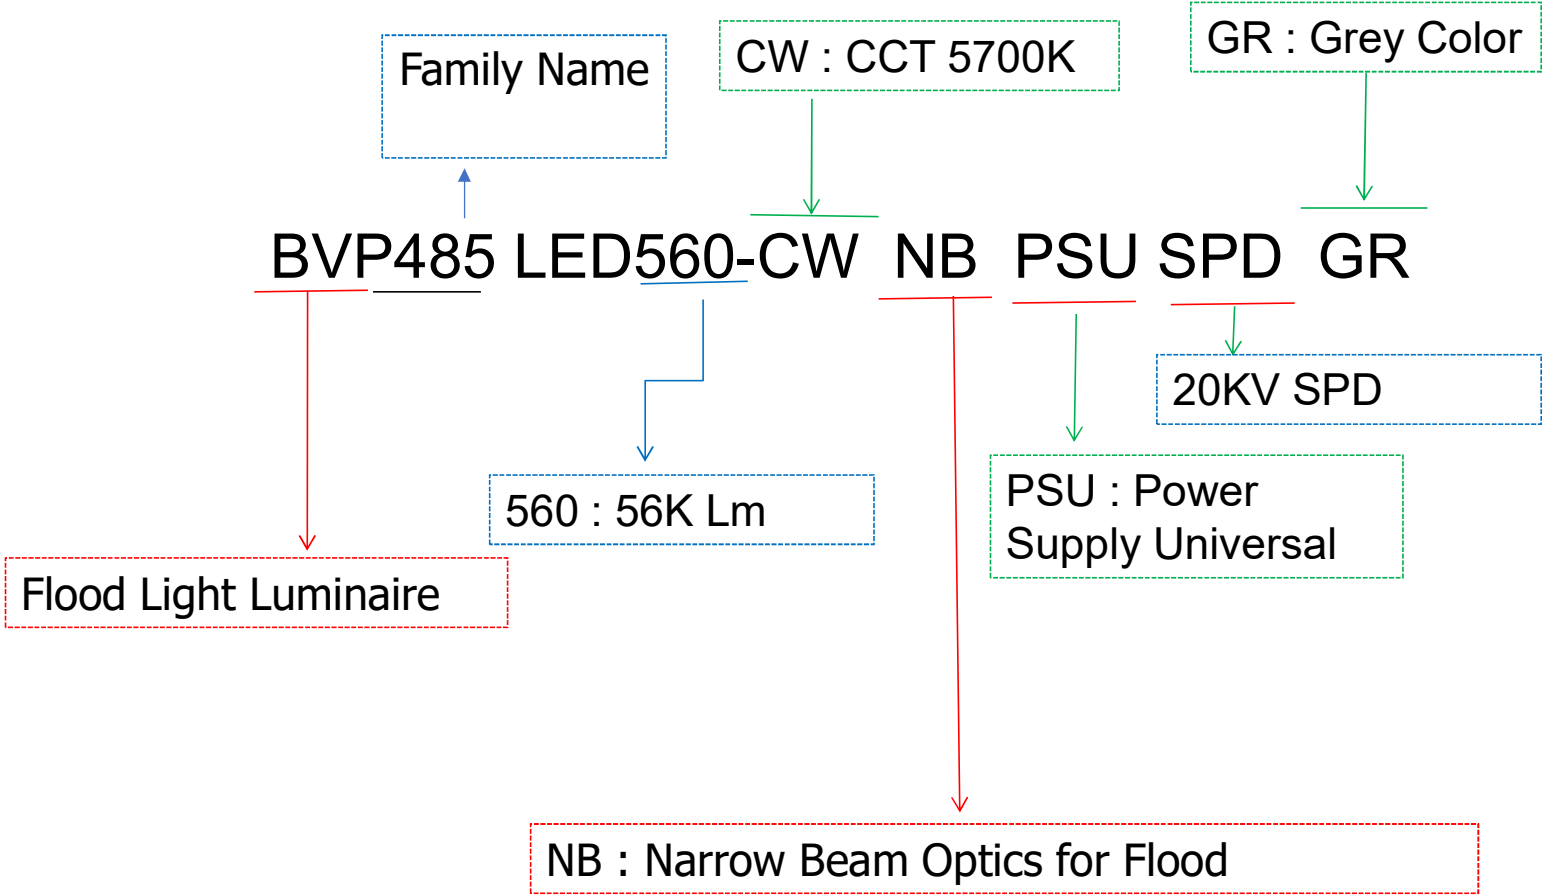 GR : Grey Color
CW : CCT 5700K
Family Name
BVP485 LED560-CW NB PSU SPD GR
20KV SPD
PSU : Power
Supply Universal
560 : 56K Lm
Flood Light Luminaire
NB : Narrow Beam Optics for Flood